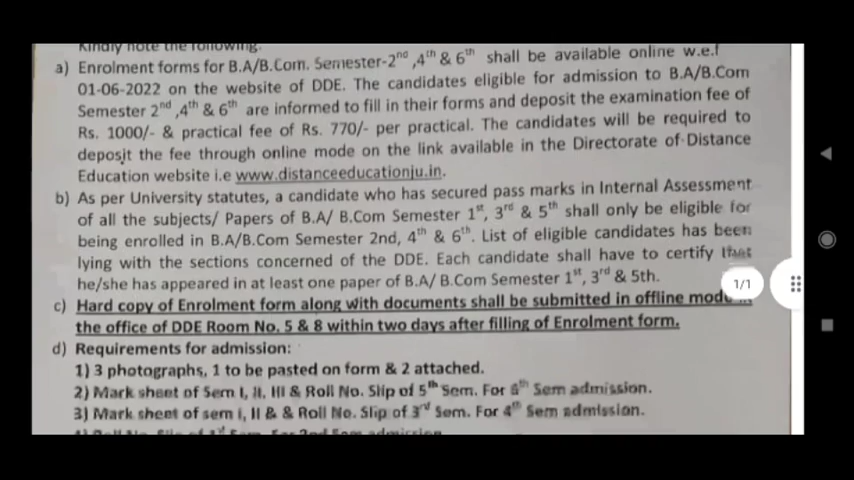 Kindly note the following.
a) Enrolment forms for B.A/B.Com. Semester-2nd ,4th & 6th shall be available online w.e.f
01-06-2022 on the website of DDE. The candidates eligible for admission to B.A/B.Com
Semester 2nd ,4th & 6th are informed to fill in their forms and deposit the examination fee of
Rs. 1000/- & practical fee of Rs. 770/- per practical. The candidates will be required to
deposit the fee through online mode on the link available in the Directorate of Distance
Education website i.e www.distanceeducationju.in.
b) As per University statutes, a candidate who has secured pass marks in Internal Assessment
of all the subjects/ Papers of B.A/ B.Com Semester 1st, 3rd & 5th shall only be eligible for
being enrolled in B.A/B.Com Semester 2nd, 4th & 6th. List of eligible candidates has been
lying with the sections concerned of the DDE. Each candidate shall have to certify that
he/she has appeared in at least one paper of B.A/ B.Com Semester 1st, 3rd & 5th.
1/1
c) Hard copy of Enrolment form along with documents shall be submitted in offline mode
the office of DDE Room No. 5 & 8 within two days after filling of Enrolment form.
d) Requirements for admission:
1) 3 photographs, 1 to be pasted on form & 2 attached.
2) Mark sheet of Sem I, II, III & Roll No. Slip of 5th Sem. For 6th Sem admission.
3) Mark sheet of sem i, II & & Roll No. Slip of 3rd Sem. For 4th Sem admission.